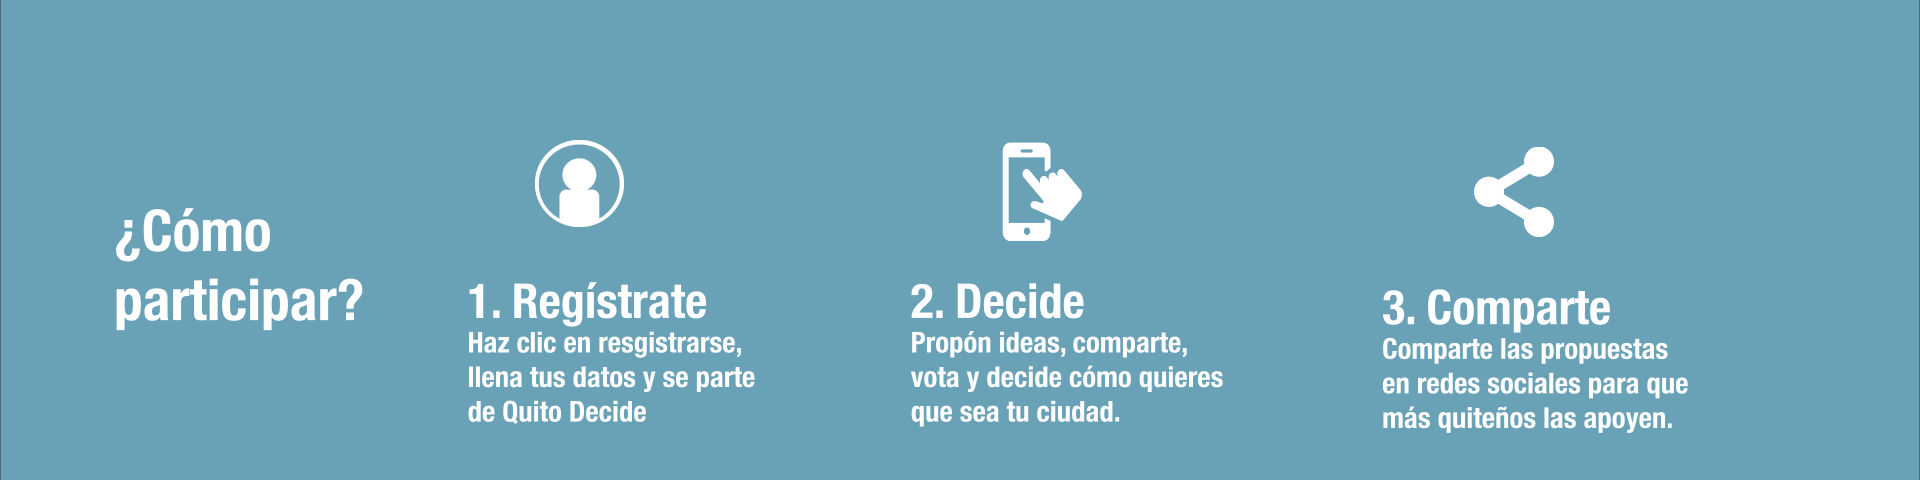 ¿Cómo
participar?
1. Regístrate
Haz clic en resgistrarse,
llena tus datos y se parte
de Quito Decide
2. Decide
Propón ideas, comparte,
vota y decide cómo quieres
que sea tu ciudad.
3. Comparte
Comparte las propuestas
en redes sociales para que
más quiteños las apoyen.